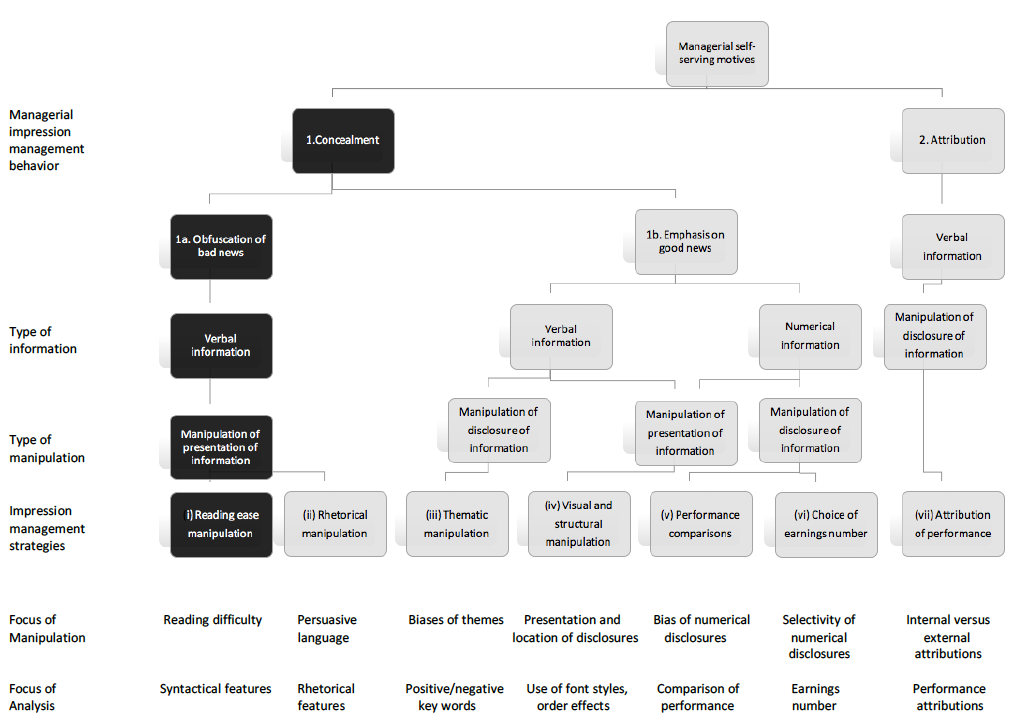 Managerial self-
serving motives
Managerial
impression
management
behavior
1.Concealment
2. Attribution
1a. Obfuscation of
bad news
1b. Emphasis on
good news
Verbal
information
Type of
information
Verbal
information
Verbal
information
Numerical
information
Manipulation of
disclosure of
information
Type of
manipulation
Manipulation of
presentation of
information
Manipulation of
disclosure of
information
Manipulation of
presentation of
information
Manipulation of
disclosure of
information
Impression
management
strategies
(i) Reading ease
manipulation
(ii) Rhetorical
manipulation
(iii) Thematic
manipulation
(iv) Visual and
structural
manipulation
(v) Performance
comparisons
(vi) Choice of
earnings number
(vii) Attribution
of performance
Focus of
Manipulation
Reading difficulty
Persuasive
language
Biases of themes
Presentation and
location of disclosures
Bias of numerical
disclosures
Selectivity of
numerical
disclosures
Internal versus
external
attributions
Focus of
Analysis
Syntactical features
Rhetorical
features
Positive/negative
key words
Use of font styles,
order effects
Comparison of
performance
Earnings
number
Performance
attributions